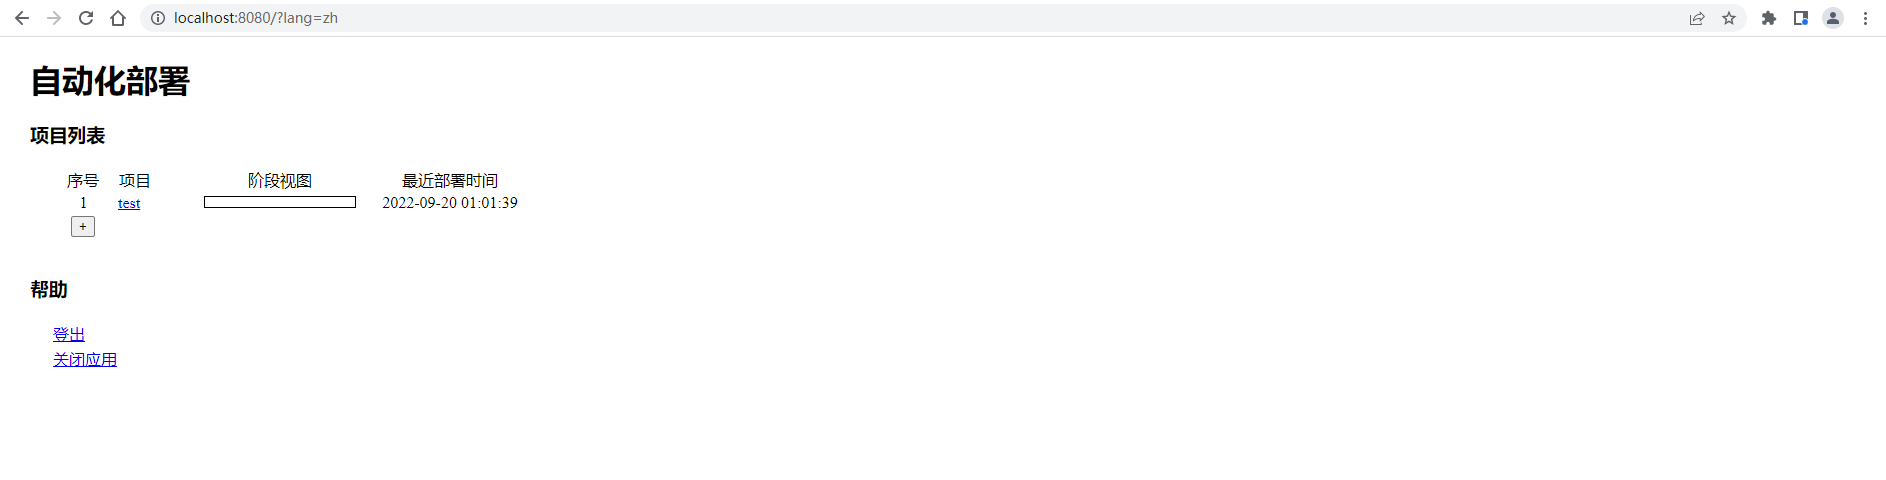 localhost:8080/?lang=zh
自动化部署
项目列表
序号 项目 阶段视图 最近部署时间
1 test 2022-09-20 01:01:39
+
帮助
登出
关闭应用